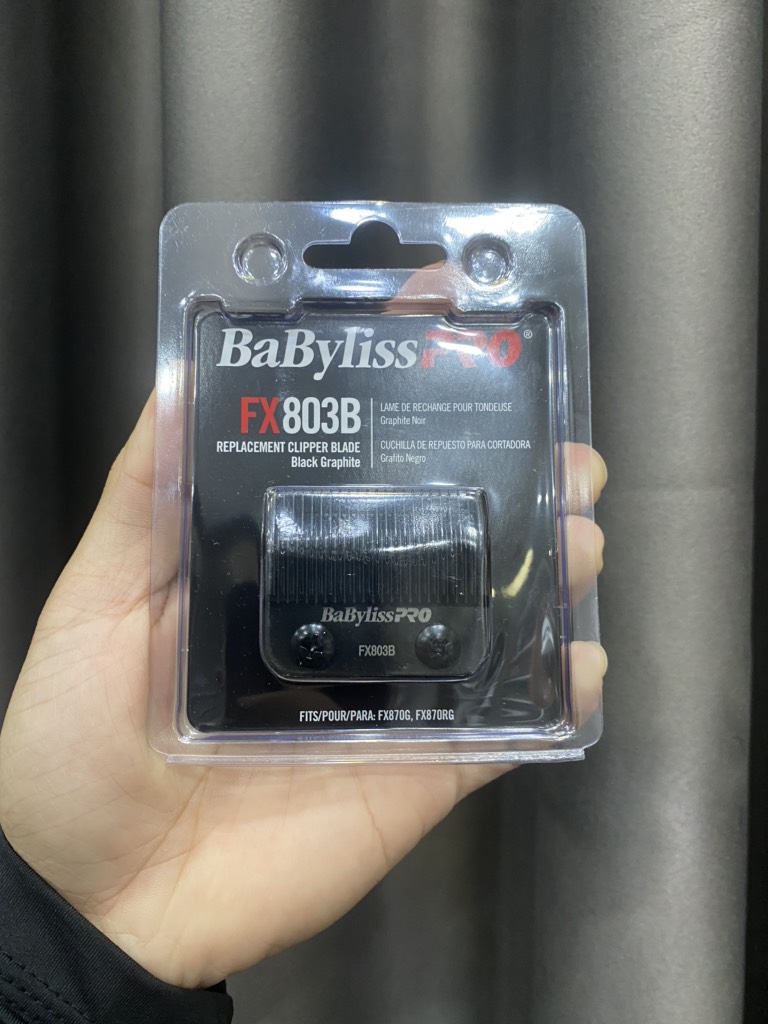 BaBylissPRO®
FX803B
REPLACEMENT CLIPPER BLADE
Black Graphite
LAME DE RECHANGE POUR TONDEUSE
Graphite Noir
CUCHILLA DE REPUESTO PARA CORTADORA
Grafito Negro
BaBylissPRO
FX803B
FITS/POUR/PARA: FX870G, FX870RG